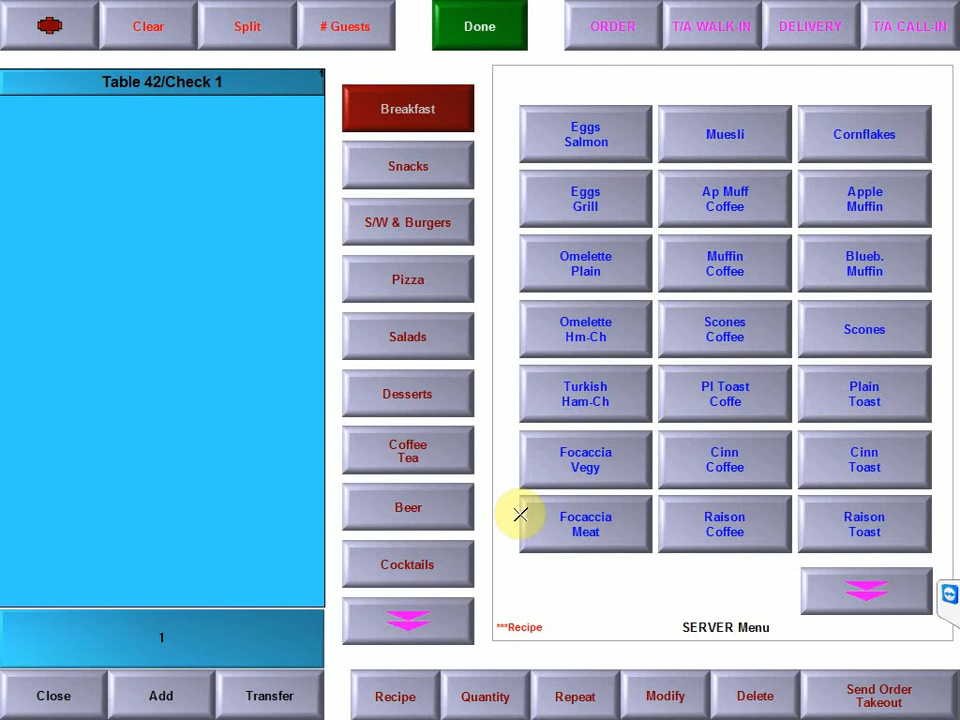 Clear
Split
# Guests
Done
ORDER
T/A WALK-IN
DELIVERY
T/A CALL-IN
Table 42/Check 1
1
Breakfast
Snacks
S/W & Burgers
Pizza
Salads
Desserts
Coffee
Tea
Beer
Cocktails
Eggs
Salmon
Muesli
Cornflakes
Eggs
Grill
Ap Muff
Coffee
Apple
Muffin
Omelette
Plain
Muffin
Coffee
Blueb.
Muffin
Omelette
Hm-Ch
Scones
Coffee
Scones
Turkish
Ham-Ch
Pl Toast
Coffe
Plain
Toast
Focaccia
Vegy
Cinn
Coffee
Cinn
Toast
Focaccia
Meat
Raison
Coffee
Raison
Toast
***Recipe
SERVER Menu
1
Close
Add
Transfer
Recipe
Quantity
Repeat
Modify
Delete
Send Order
Takeout